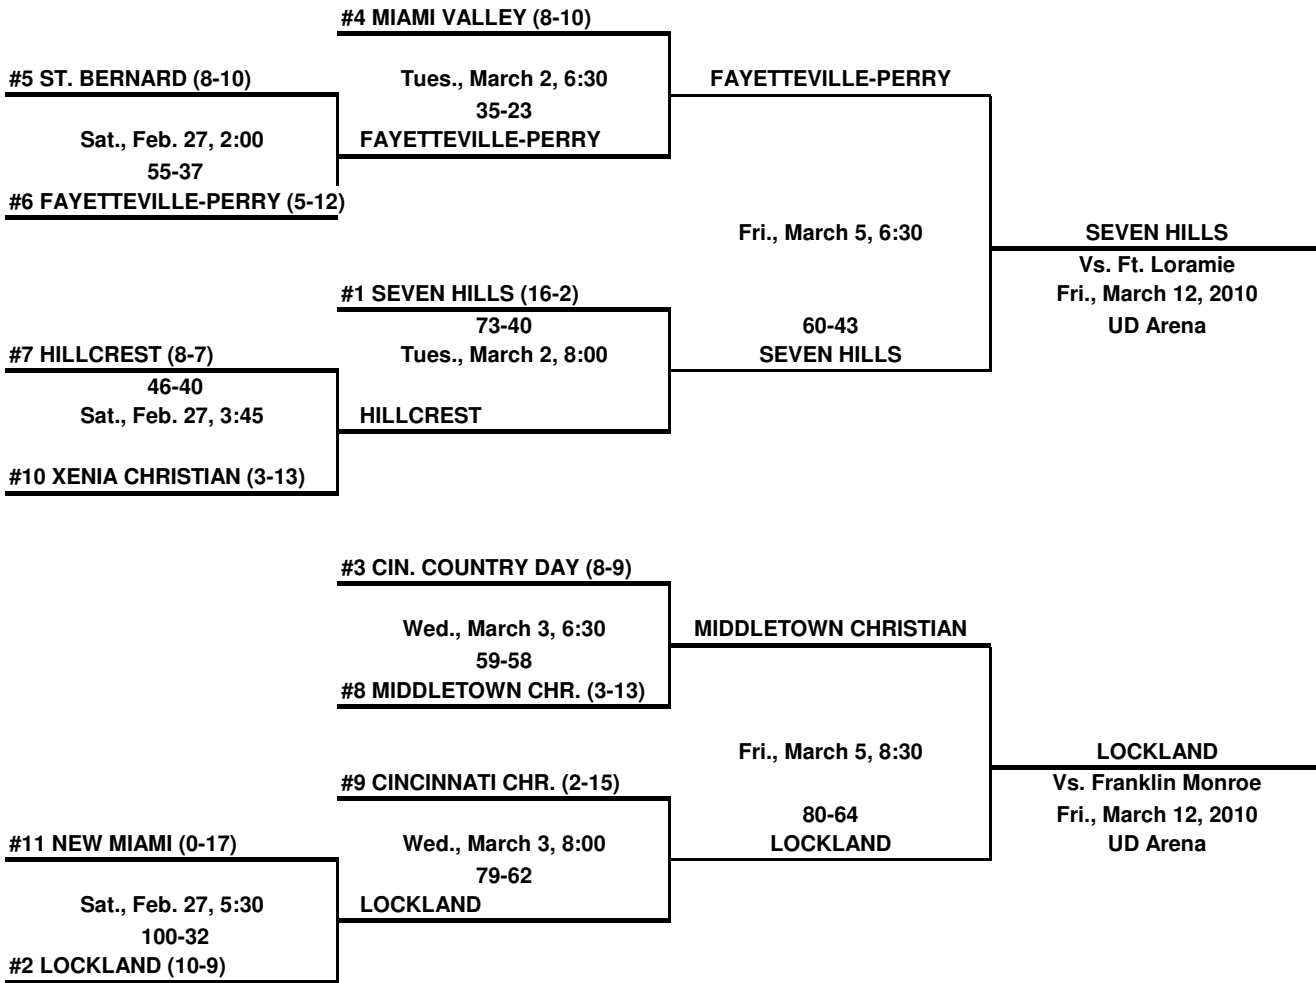 #4 MIAMI VALLEY (8-10)
#5 ST. BERNARD (8-10)
Tues., March 2, 6:30
FAYETTEVILLE-PERRY
35-23
Sat., Feb. 27, 2:00
FAYETTEVILLE-PERRY
55-37
#6 FAYETTEVILLE-PERRY (5-12)
Fri., March 5, 6:30
SEVEN HILLS
Vs. Ft. Loramie
#1 SEVEN HILLS (16-2)
Fri., March 12, 2010
73-40
60-43
UD Arena
#7 HILLCREST (8-7)
Tues., March 2, 8:00
SEVEN HILLS
46-40
Sat., Feb. 27, 3:45
HILLCREST
#10 XENIA CHRISTIAN (3-13)
#3 CIN. COUNTRY DAY (8-9)
Wed., March 3, 6:30
MIDDLETOWN CHRISTIAN
59-58
#8 MIDDLETOWN CHR. (3-13)
Fri., March 5, 8:30
LOCKLAND
#9 CINCINNATI CHR. (2-15)
Vs. Franklin Monroe
80-64
Fri., March 12, 2010
#11 NEW MIAMI (0-17)
Wed., March 3, 8:00
LOCKLAND
UD Arena
79-62
Sat., Feb. 27, 5:30
LOCKLAND
100-32
#2 LOCKLAND (10-9)